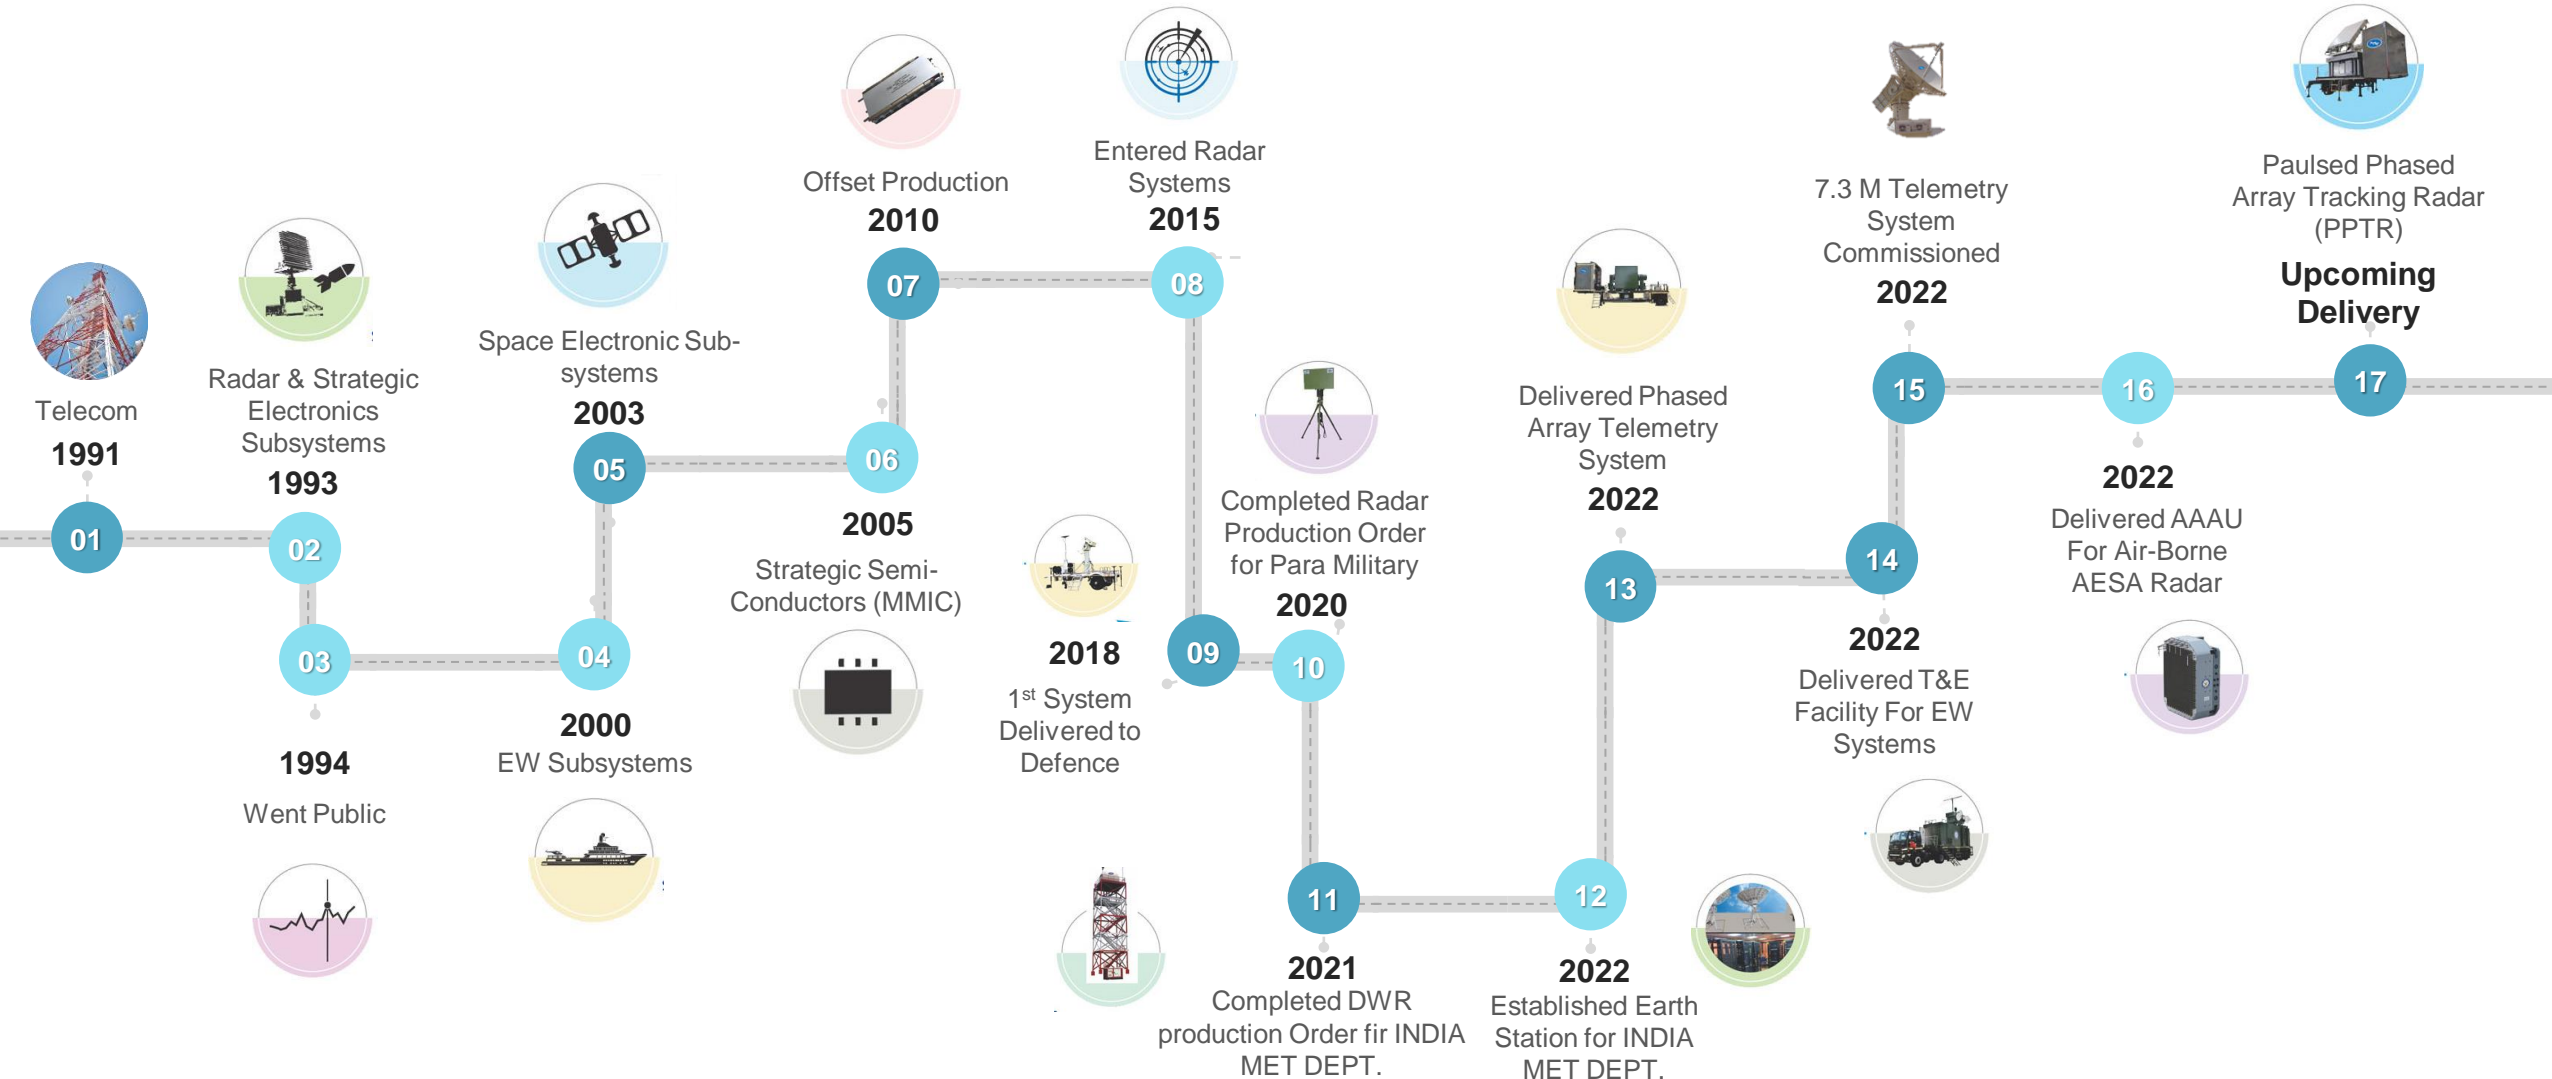 Telecom
1991
01
Radar & Strategic
Electronics
Subsystems
1993
02
03
1994
Went Public
04
2000
EW Subsystems
Space Electronic Sub-
systems
2003
05
06
2005
Strategic Semi-
Conductors (MMIC)
Offset Production
2010
07
Entered Radar
Systems
2015
08
09
2018
1st System
Delivered to
Defence
Completed Radar
Production Order
for Para Military
2020
10
11
2021
Completed DWR
production Order fir INDIA
MET DEPT.
12
2022
Established Earth
Station for INDIA
MET DEPT.
Delivered Phased
Array Telemetry
System
2022
13
14
2022
Delivered T&E
Facility For EW
Systems
7.3 M Telemetry
System
Commissioned
2022
15
16
2022
Delivered AAAU
For Air-Borne
AESA Radar
Paulsed Phased
Array Tracking Radar
(PPTR)
Upcoming
Delivery
17